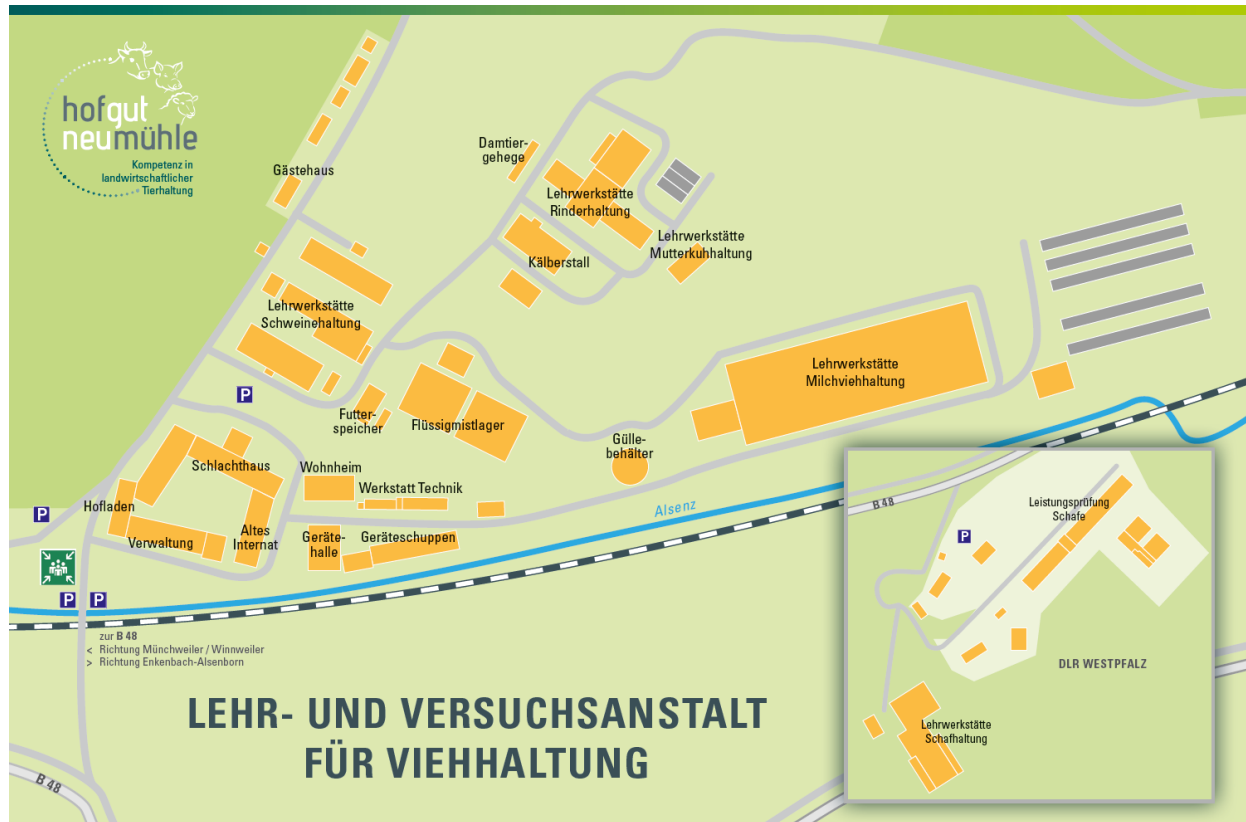 hofgut
neumühle
Kompetenz in
landwirtschaftlicher
Tierhaltung
Gästehaus
Damtier-
gehege
Lehrwerkstätte
Rinderhaltung
Lehrwerkstätte
Mutterkuhhaltung
Kälberstall
Lehrwerkstätte
Schweinehaltung
Lehrwerkstätte
Milchviehhaltung
P
Futter-
speicher
Flüssigmistlager
Gülle-
behälter
Schlachthaus
Wohnheim
Werkstatt Technik
Hofladen
P
Verwaltung
Altes
Internat
Geräte-
halle
Geräteschuppen
Alsenz
P P
zur B 48
< Richtung Münchweiler / Winnweiler
> Richtung Enkenbach-Alsenborn
B 48
LEHR- UND VERSUCHSANSTALT
FÜR VIEHHALTUNG
B 48
Leistungsprüfung
Schafe
P
DLR WESTPFALZ
Lehrwerkstätte
Schafhaltung